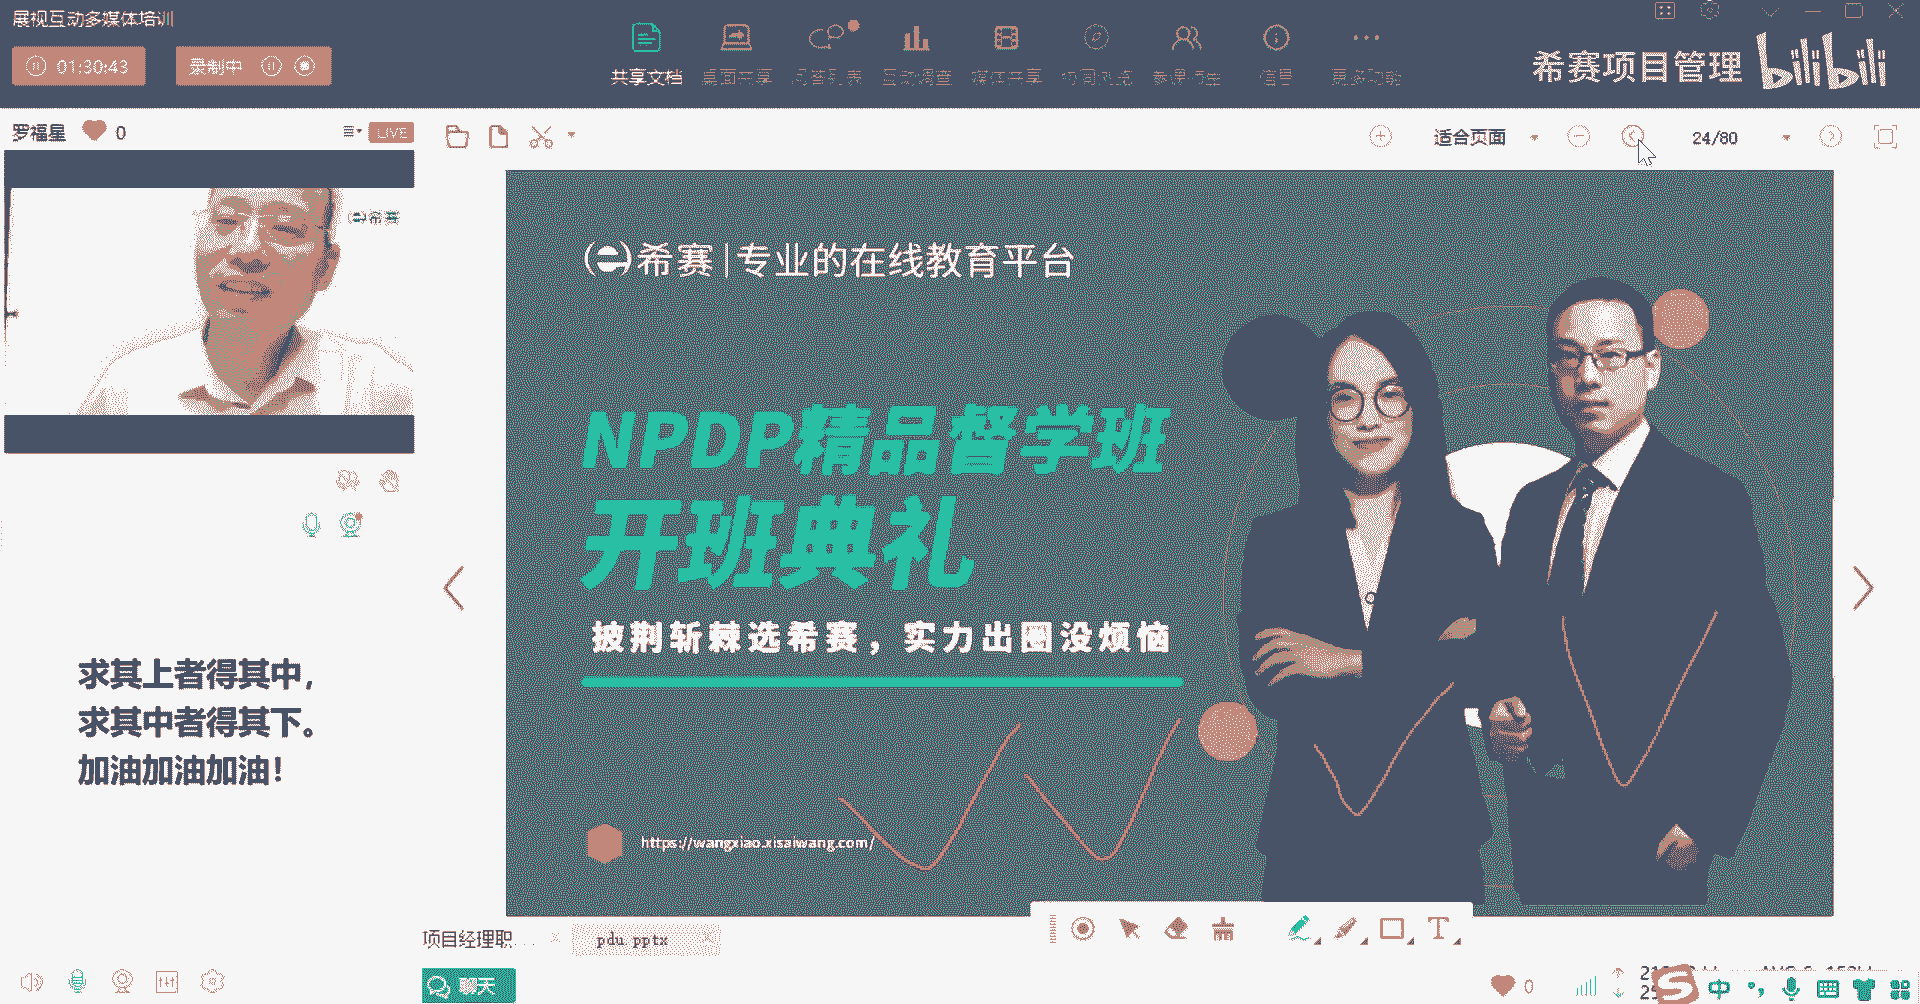 展视互动多媒体培训
01:30:43
录制中
共享文档
桌面共享
问答列表
互动调查
媒体共享
协同浏览
参课师生
信息
更多功能
希赛项目管理
bilibili
罗福星
0
LIVE
适合页面
24/80
希赛
希赛|专业的在线教育平台
NPDP精品督学班
开班典礼
披荆斩棘选希赛，实力出圈没烦恼
https://wangxiao.xisaiwang.com/
求其上者得其中，
求其中者得其下。
加油加油加油！
项目经理职...
pdu.pptx
聊天
0
中